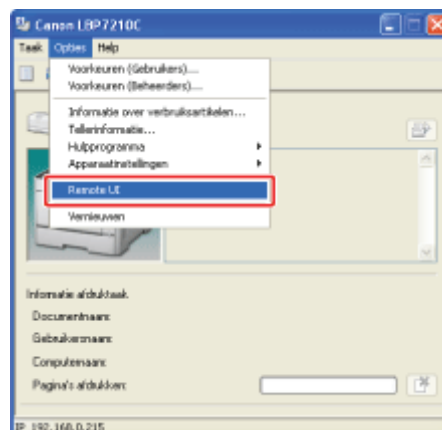 Canon LBP7210C
Taak Opties Help
Voorkeuren (Gebruikers)...
Voorkeuren (Beheerders)...
Informatie over verbruiksartikelen...
Tellerinformatie...
Hulpprogramma
Apparaatinstellingen
Remote UI
Vernieuwen
Informatie afdruktaak
Documentnaam:
Gebruikersnaam:
Computernaam:
Pagina's afdrukken:
IP 192.168.0.215